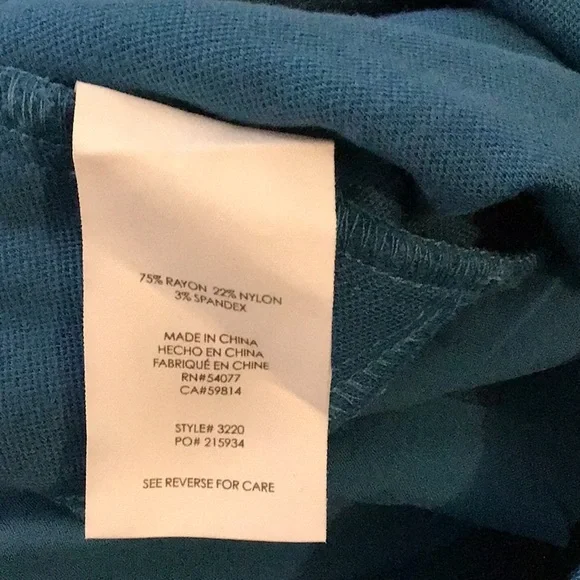 75% RAYON 22% NYLON
3% SPANDEX
MADE IN CHINA
HECHO EN CHINA
FABRIQUÉ EN CHINE
RN#54077
CA#59814
STYLE# 3220
PO# 215934
SEE REVERSE FOR CARE